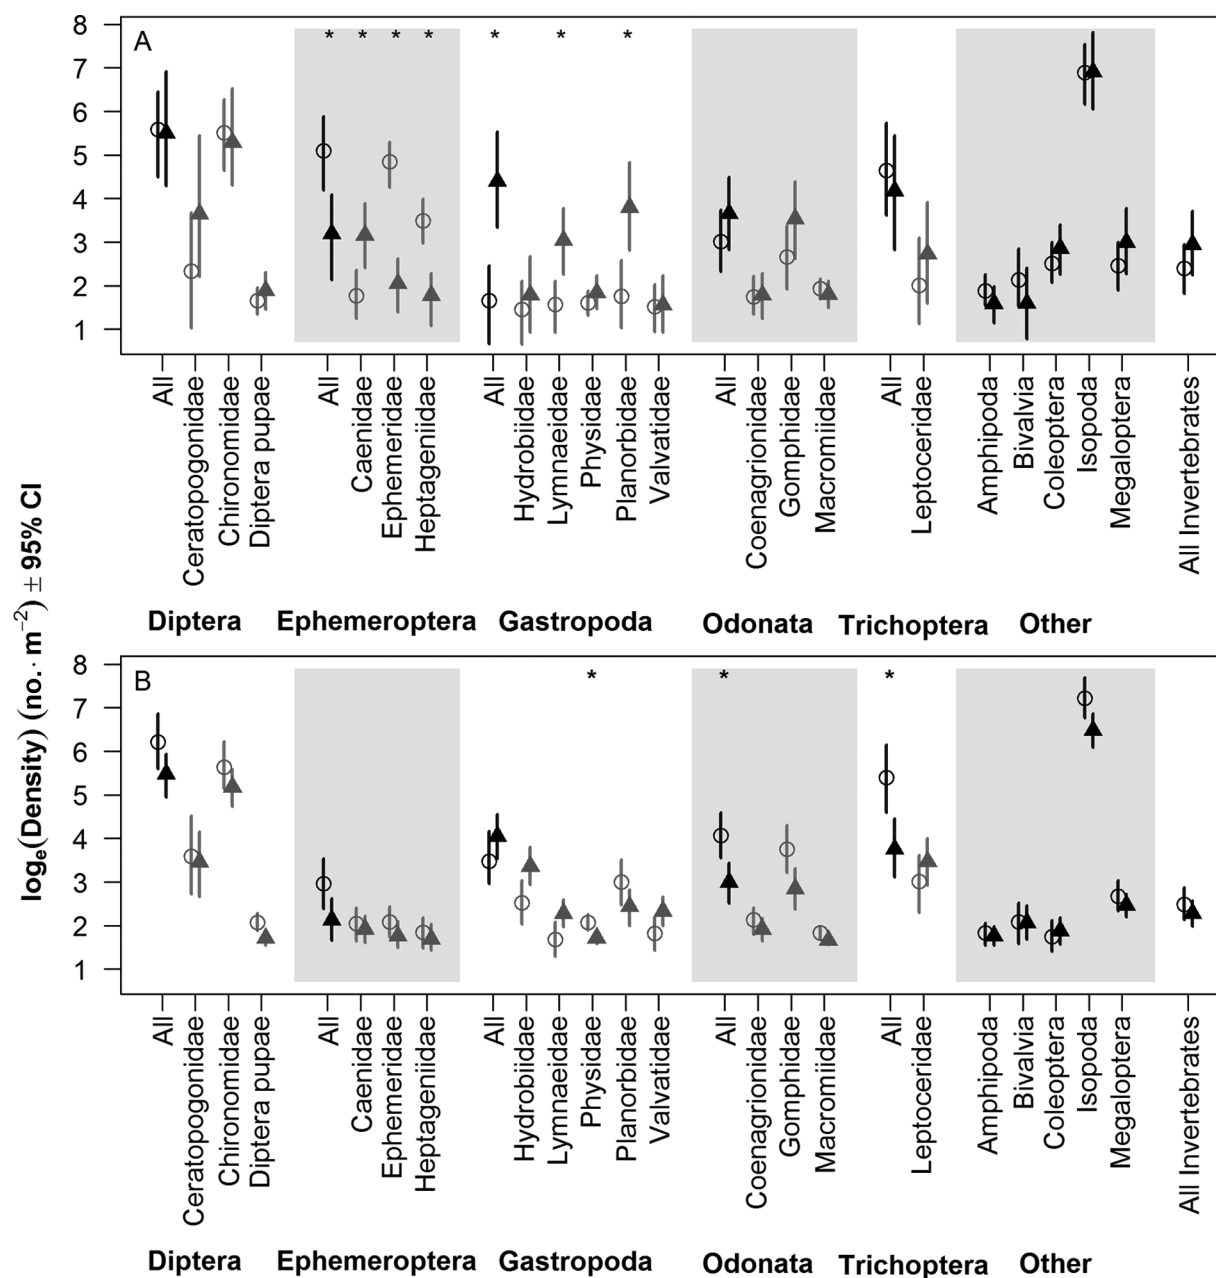 logₑ(Density) (no. · m⁻²) ± 95% CI
A
* * * * * * *
8
7
6
5
4
3
2
1
All
Ceratopogonidae
Chironomidae
Diptera pupae
All
Caenidae
Ephemeridae
Heptageniidae
All
Hydrobiidae
Lymnaeidae
Physidae
Planorbidae
Valvatidae
All
Coenagrionidae
Gomphidae
Macromiidae
All
Leptoceridae
Amphipoda
Bivalvia
Coleoptera
Isopoda
Megaloptera
All Invertebrates
Diptera Ephemeroptera Gastropoda Odonata Trichoptera Other
B
* * *
8
7
6
5
4
3
2
1
All
Ceratopogonidae
Chironomidae
Diptera pupae
All
Caenidae
Ephemeridae
Heptageniidae
All
Hydrobiidae
Lymnaeidae
Physidae
Planorbidae
Valvatidae
All
Coenagrionidae
Gomphidae
Macromiidae
All
Leptoceridae
Amphipoda
Bivalvia
Coleoptera
Isopoda
Megaloptera
All Invertebrates
Diptera Ephemeroptera Gastropoda Odonata Trichoptera Other